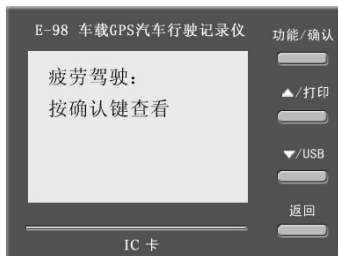 E-98 车载GPS汽车行驶记录仪
功能/确认
疲劳驾驶:
▲/打印
按确认键查看
▼/USB
返回
IC 卡